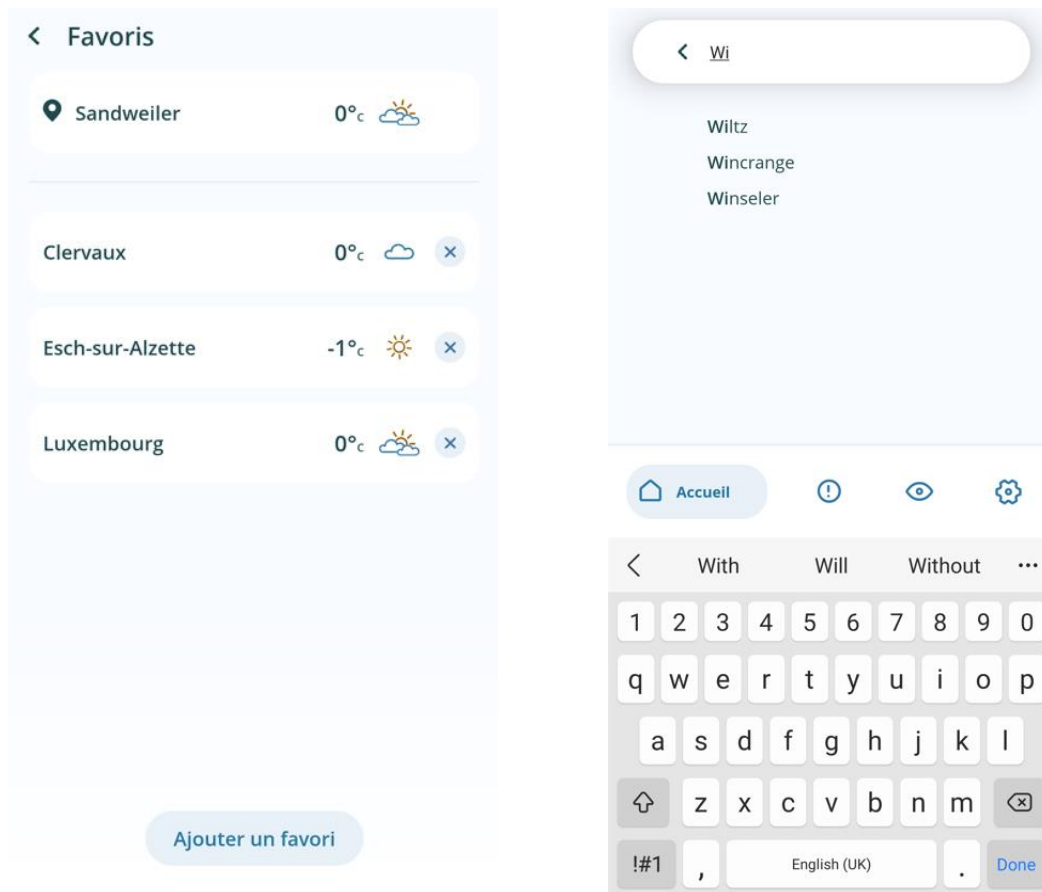 Favoris
Sandweiler 0°c
Clervaux 0°c
Esch-sur-Alzette -1°c
Luxembourg 0°c
Ajouter un favori
Wi
Wiltz
Wincrange
Winseler
Accueil
With Will Without
1 2 3 4 5 6 7 8 9 0
q w e r t y u i o p
a s d f g h j k l
z x c v b n m
!#1 , English (UK) . Done